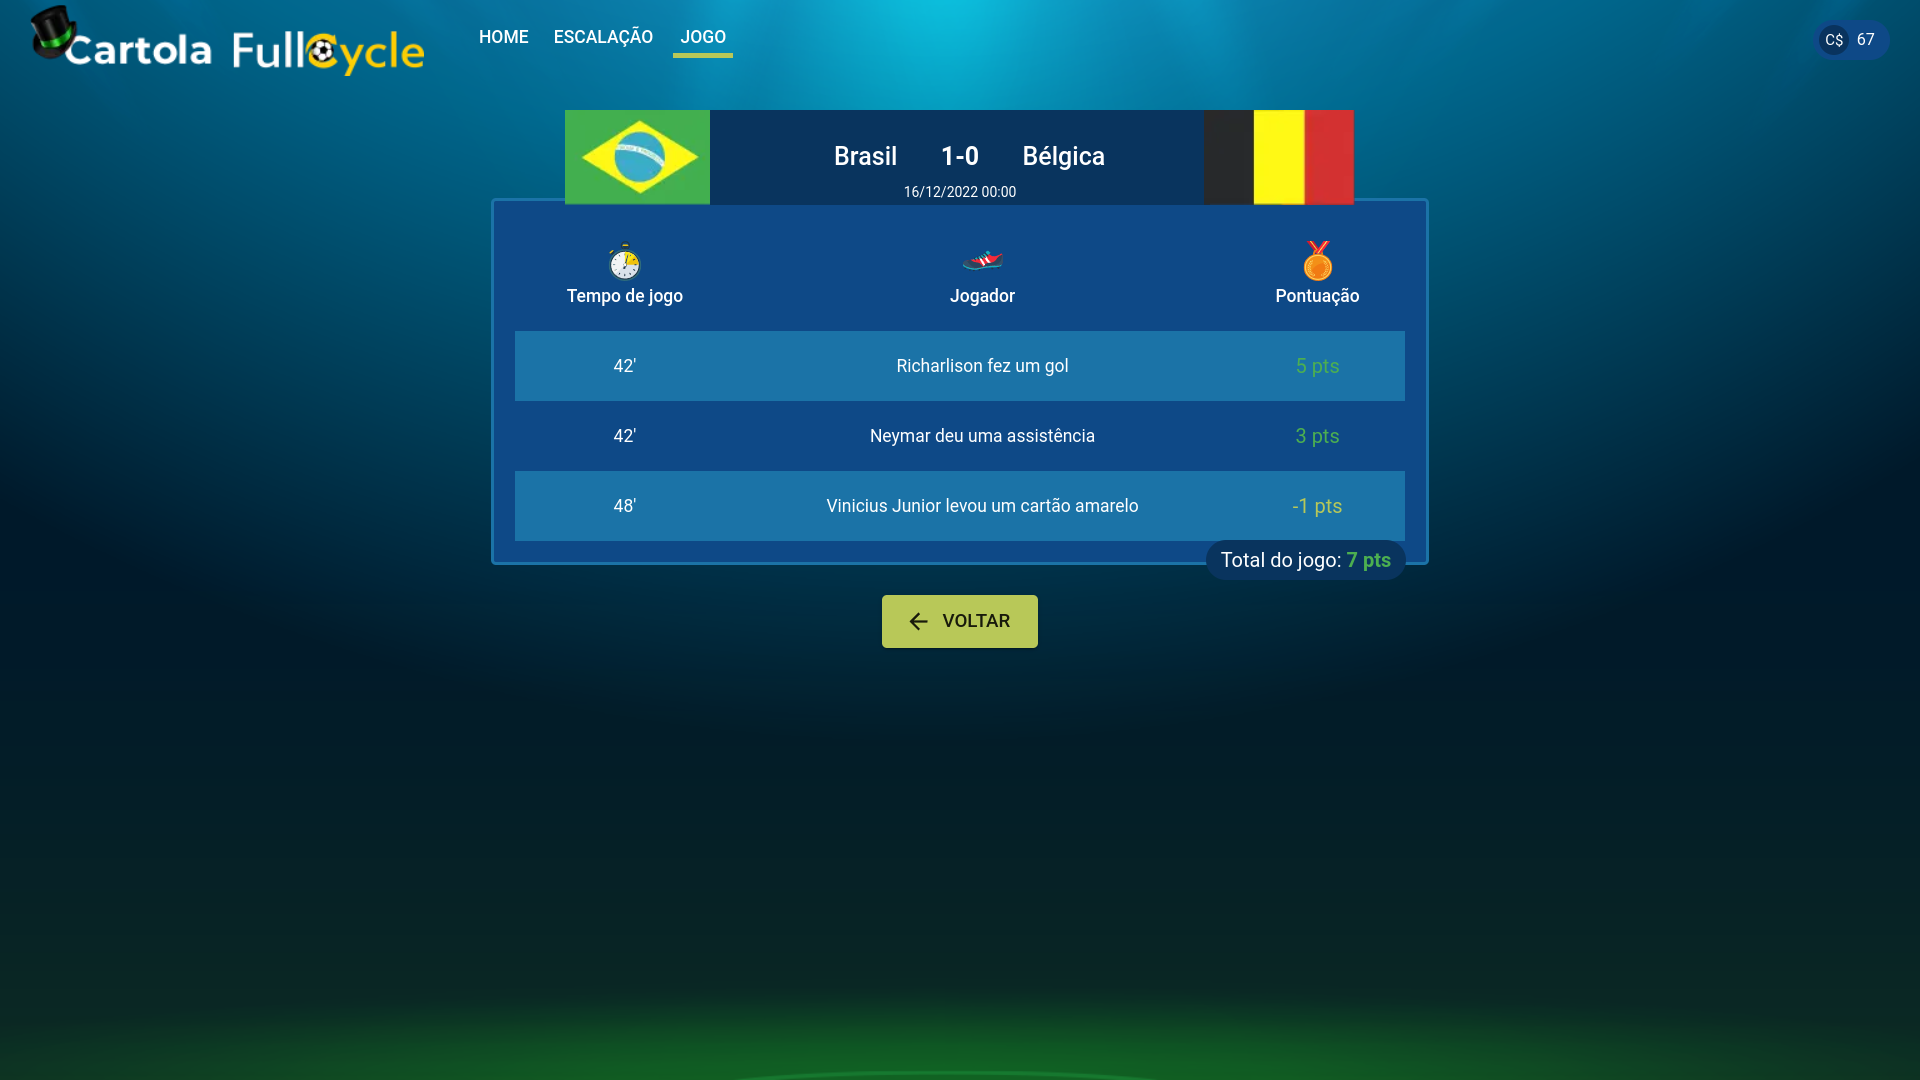 Cartola FullCycle
HOME ESCALAÇÃO JOGO
C$ 67
Brasil 1-0 Bélgica
16/12/2022 00:00
Tempo de jogo Jogador Pontuação
42' Richarlison fez um gol 5 pts
42' Neymar deu uma assistência 3 pts
48' Vinicius Junior levou um cartão amarelo -1 pts
Total do jogo: 7 pts
VOLTAR